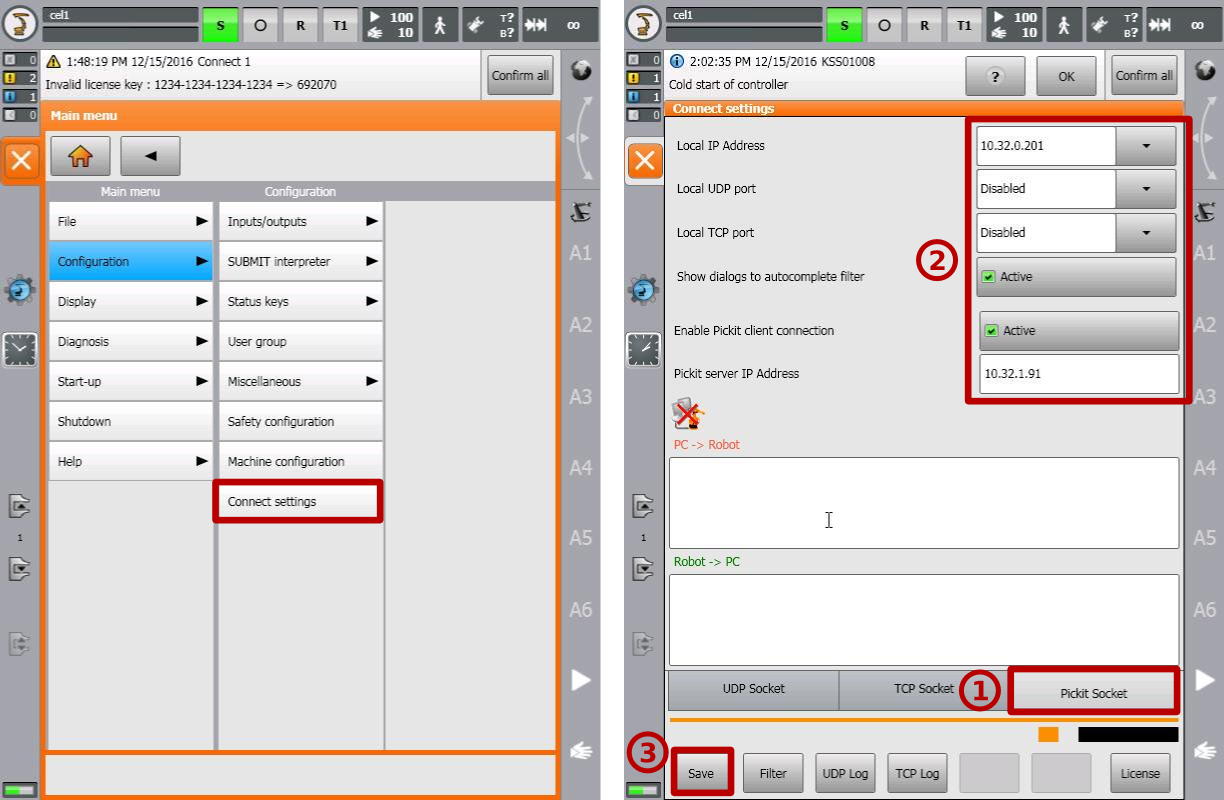 cel1
S O R T1 100 10 T? B? ∞
0
2
1
0
1:48:19 PM 12/15/2016 Connect 1
Invalid license key : 1234-1234-1234-1234 => 692070
Confirm all
Main menu
Main menu Configuration
File Inputs/outputs
Configuration SUBMIT interpreter
Display Status keys
Diagnosis User group
Start-up Miscellaneous
Shutdown Safety configuration
Help Machine configuration
Connect settings
1
A1
A2
A3
A4
A5
A6
cel1
S O R T1 100 10 T? B? ∞
0
1
1
0
2:02:35 PM 12/15/2016 KSS01008
Cold start of controller
? OK Confirm all
Connect settings
Local IP Address 10.32.0.201
Local UDP port Disabled
Local TCP port Disabled
②
Show dialogs to autocomplete filter Active
Enable Pickit client connection Active
Pickit server IP Address 10.32.1.91
PC -> Robot
Robot -> PC
UDP Socket TCP Socket ① Pickit Socket
③ Save Filter UDP Log TCP Log License
1
A1
A2
A3
A4
A5
A6